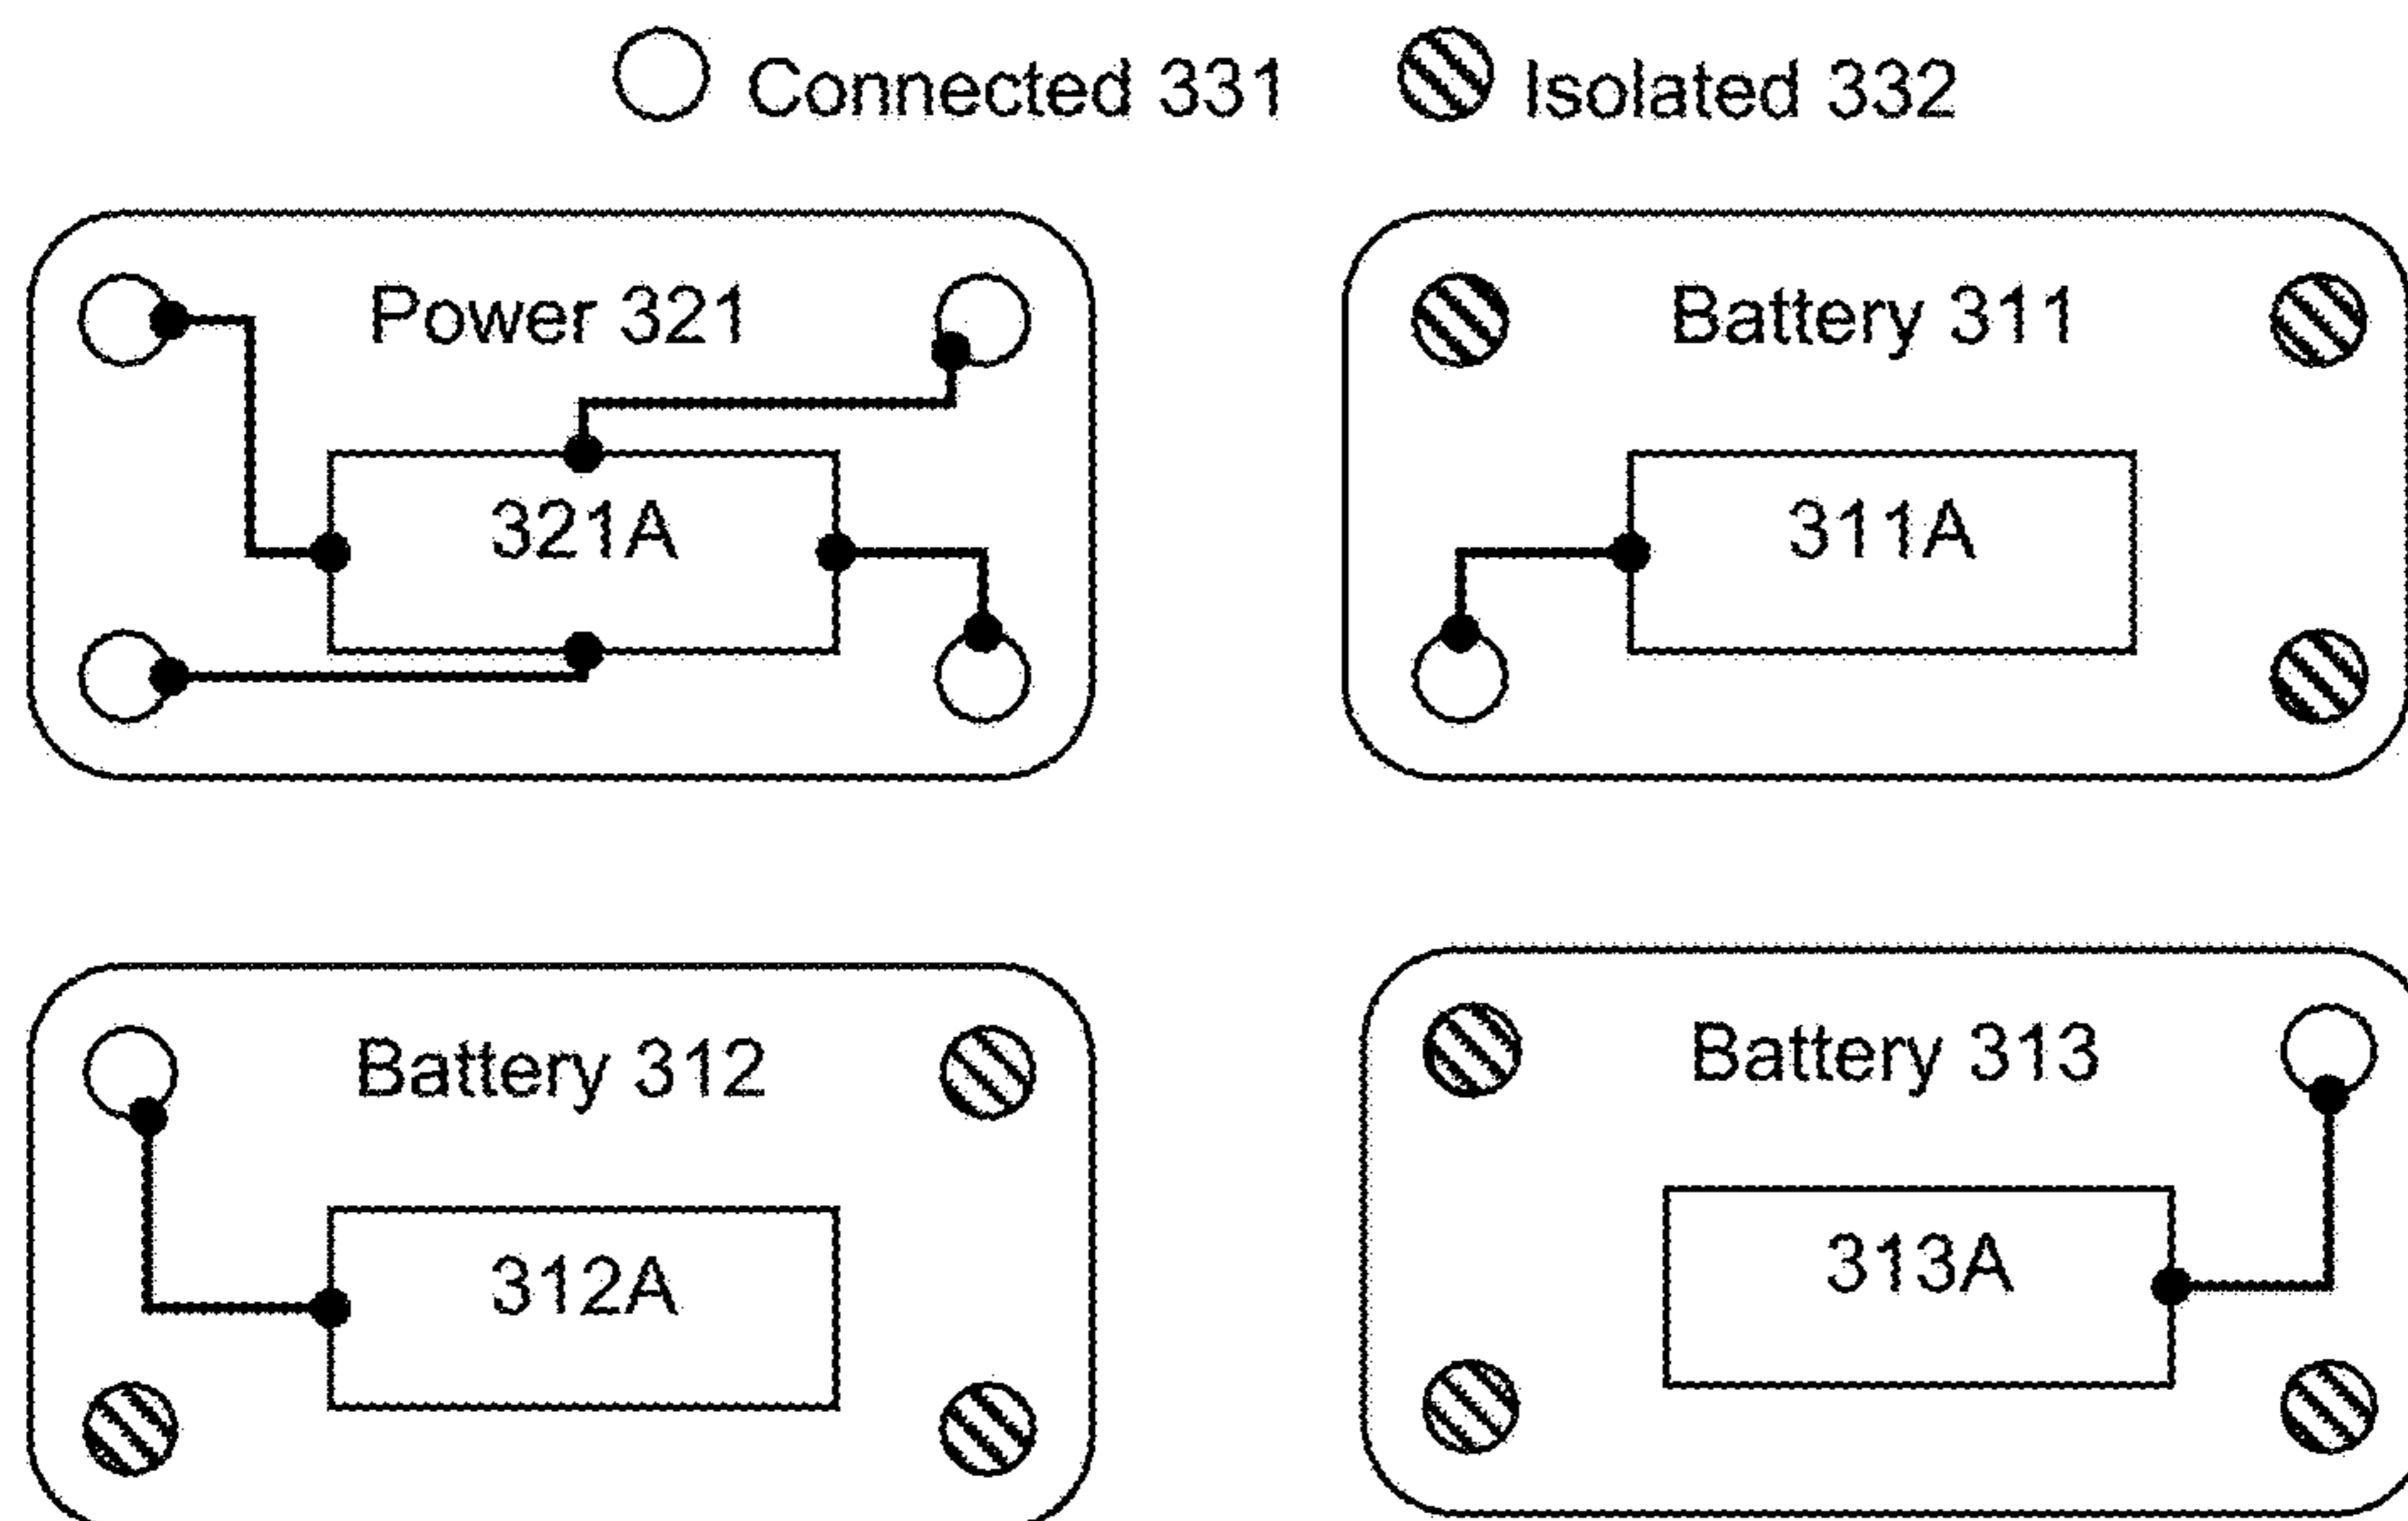 Connected 331
Isolated 332
Power 321
321A
Battery 311
311A
Battery 312
312A
Battery 313
313A